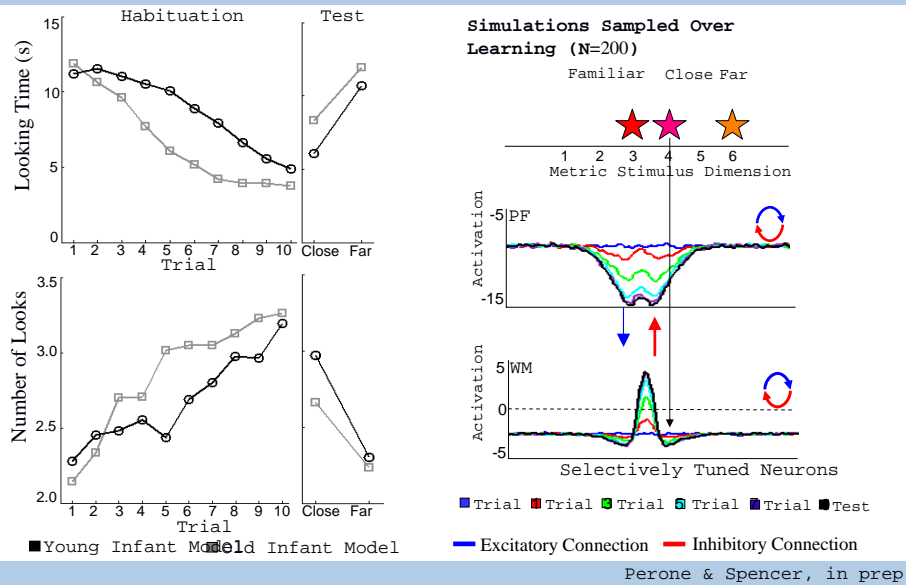 Habituation
Test
15
10
5
0
Looking Time (s)
1 2 3 4 5 6 7 8 9 10
Close Far
Trial
3.5
3.0
2.5
2.0
Number of Looks
1 2 3 4 5 6 7 8 9 10
Close Far
Trial
Young Infant Model
Old Infant Model
Simulations Sampled Over
Learning (N=200)
Familiar Close Far
1 2 3 4 5 6
Metric Stimulus Dimension
-5
PF
Activation
-15
5
WM
0
Activation
-5
Selectively Tuned Neurons
Trial 1 Trial 3 Trial 5 Trial 7 Trial Test
Excitatory Connection Inhibitory Connection
Perone & Spencer, in prep